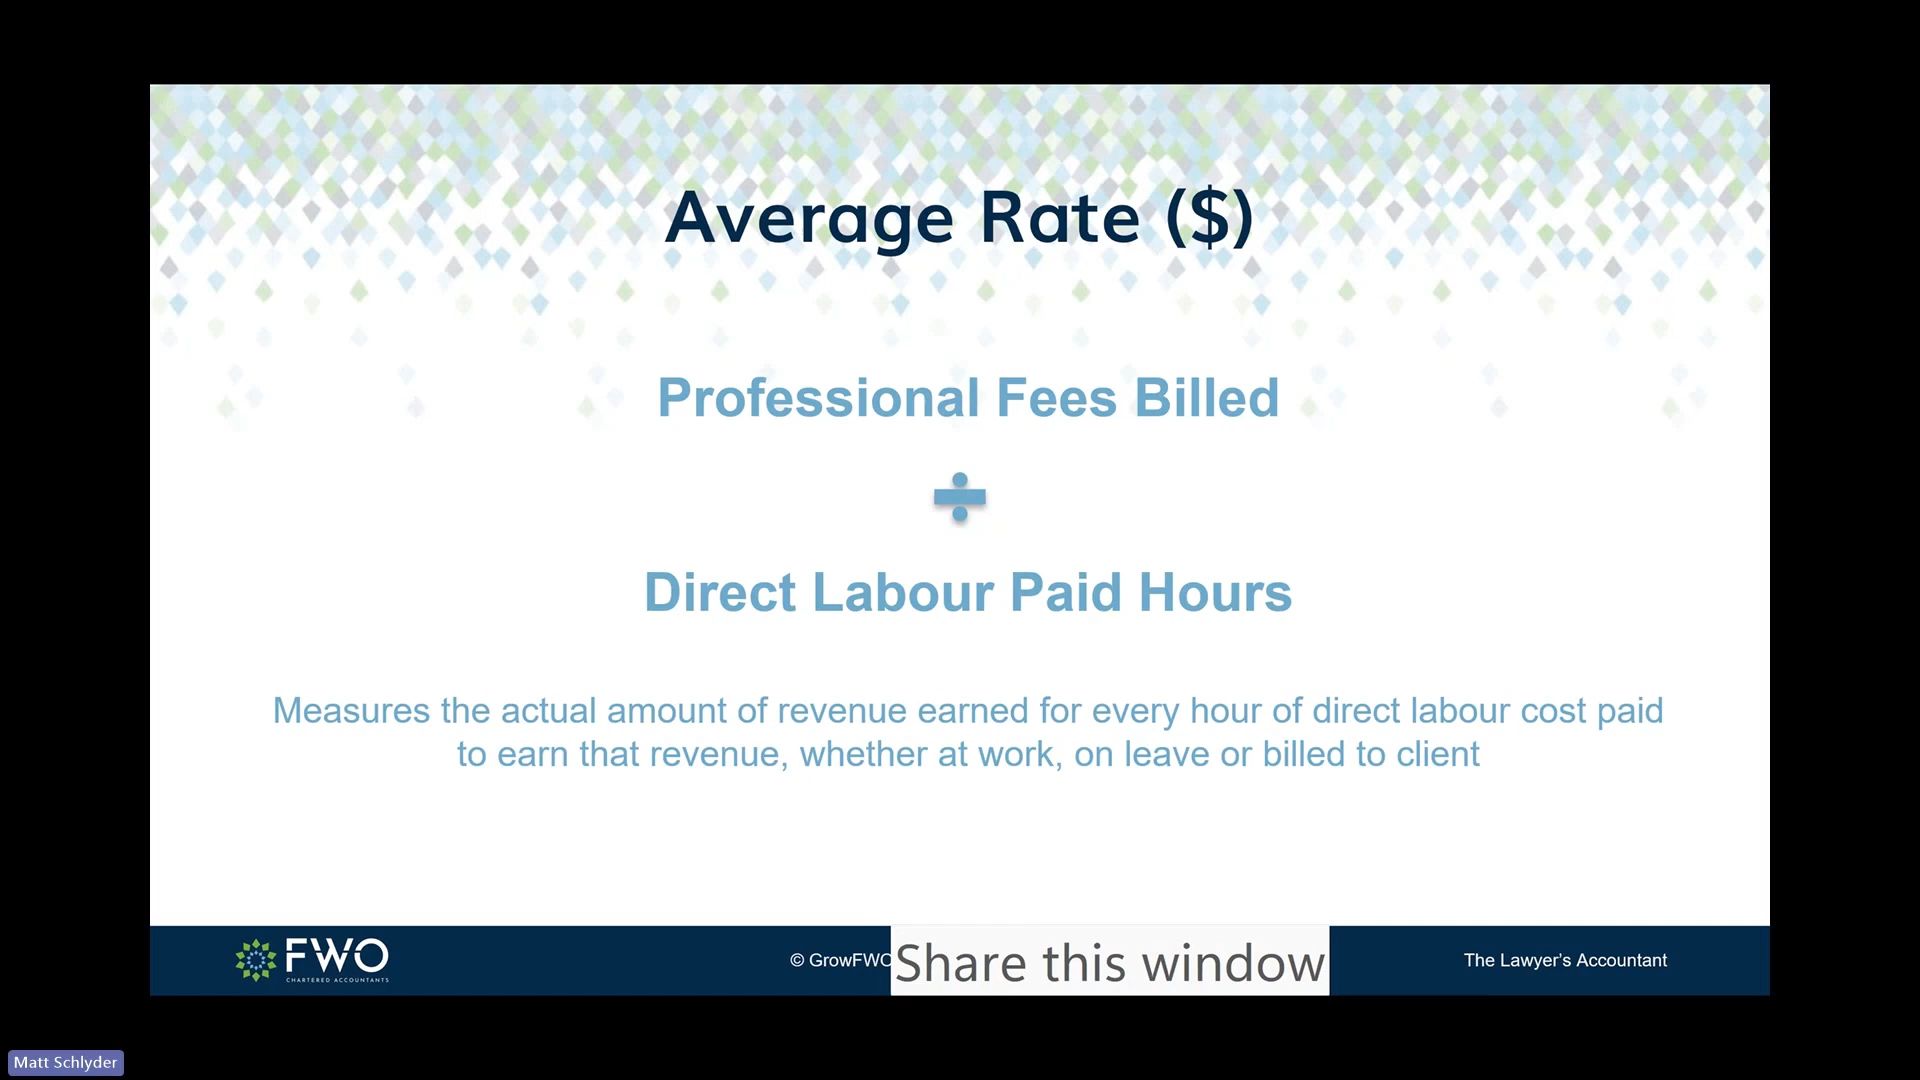 Average Rate ($)
Professional Fees Billed
÷
Direct Labour Paid Hours
Measures the actual amount of revenue earned for every hour of direct labour cost paid
to earn that revenue, whether at work, on leave or billed to client
FWO
CHARTERED ACCOUNTANTS
© GrowFWO
Share this window
The Lawyer's Accountant
Matt Schlyder